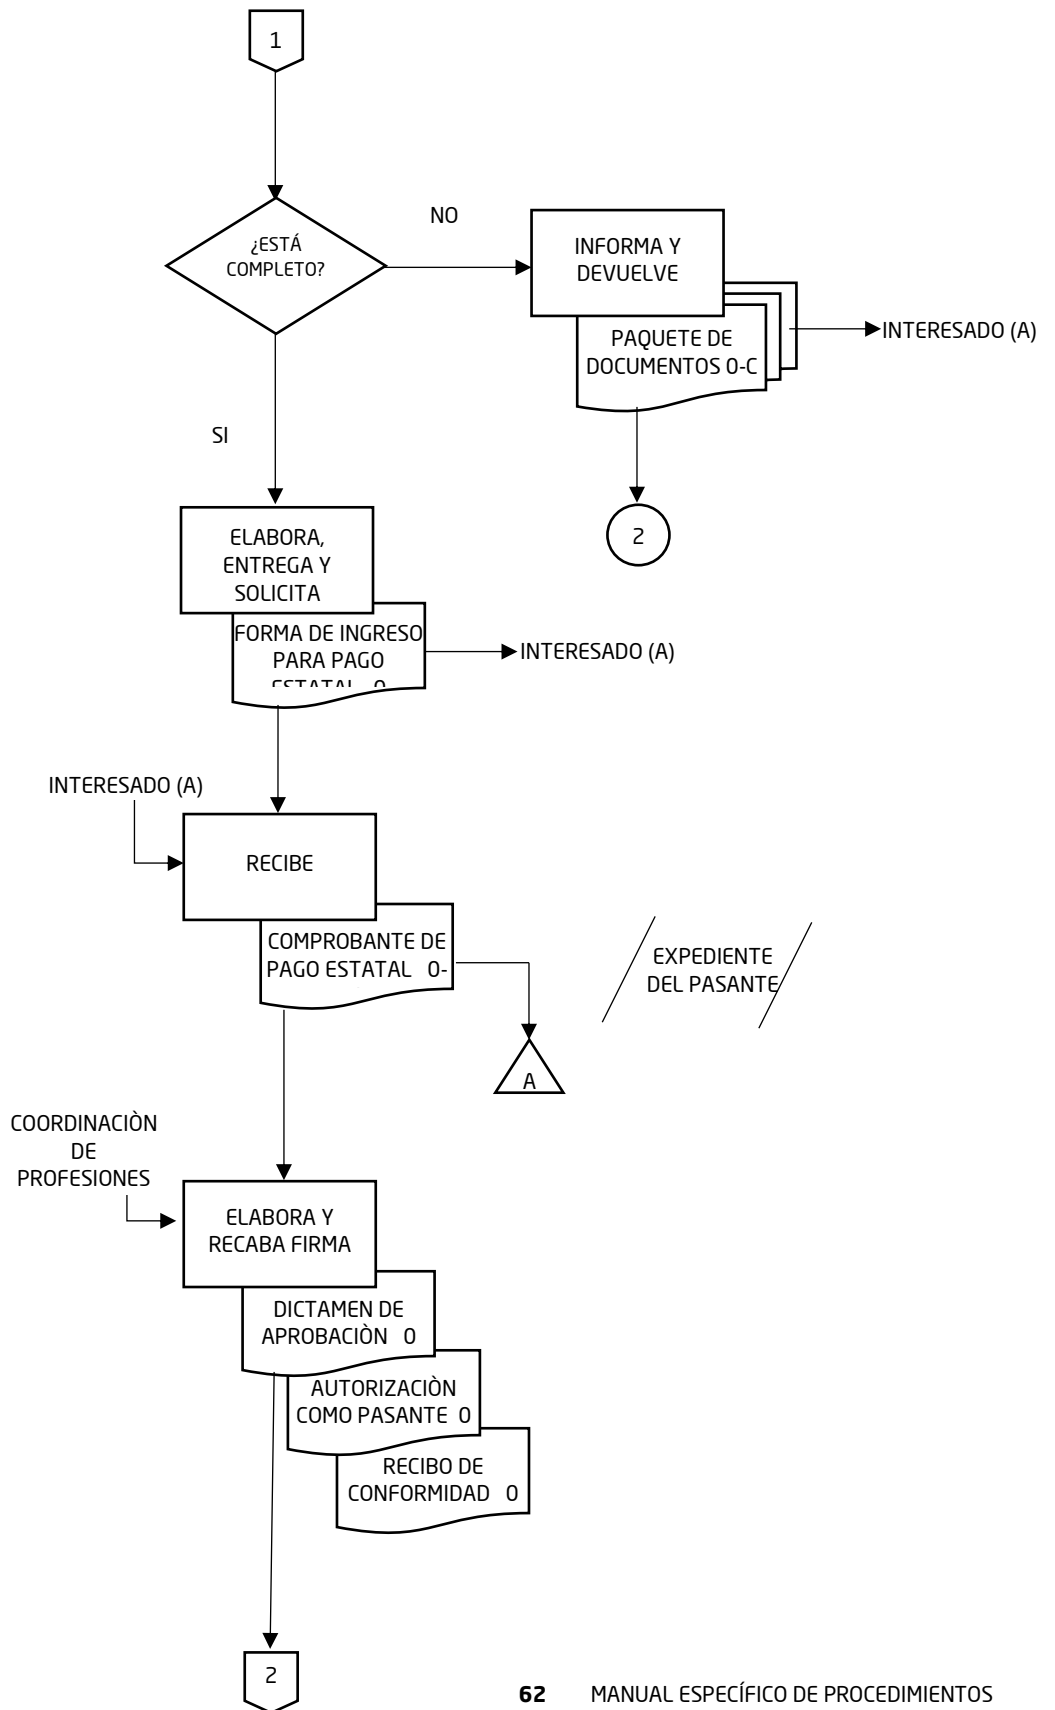 1
¿ESTÁ
COMPLETO?
NO
INFORMA Y
DEVUELVE
PAQUETE DE
DOCUMENTOS 0-C
INTERESADO (A)
2
SI
ELABORA,
ENTREGA Y
SOLICITA
FORMA DE INGRESO
PARA PAGO
ESTATAL 0
INTERESADO (A)
INTERESADO (A)
RECIBE
COMPROBANTE DE
PAGO ESTATAL 0-
A
EXPEDIENTE
DEL PASANTE
COORDINACIÒN
DE
PROFESIONES
ELABORA Y
RECABA FIRMA
DICTAMEN DE
APROBACIÒN 0
AUTORIZACIÒN
COMO PASANTE 0
RECIBO DE
CONFORMIDAD 0
2
62 MANUAL ESPECÍFICO DE PROCEDIMIENTOS